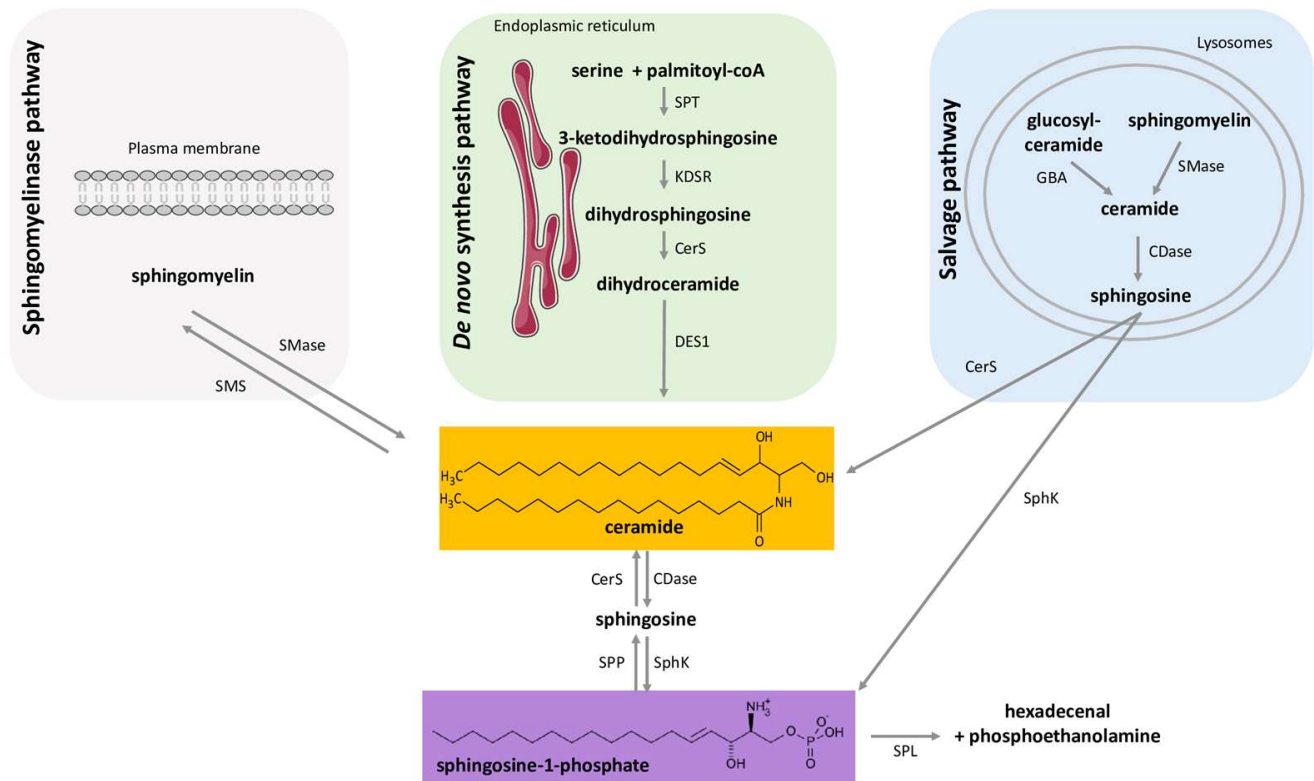 Sphingomyelinase pathway
Plasma membrane
sphingomyelin
SMase
SMS
De novo synthesis pathway
Endoplasmic reticulum
serine + palmitoyl-coA
SPT
3-ketodihydrosphingosine
KDSR
dihydrosphingosine
CerS
dihydroceramide
DES1
Salvage pathway
Lysosomes
glucosyl-
ceramide
sphingomyelin
GBA
SMase
ceramide
CDase
sphingosine
CerS
SphK
OH
OH
H3C
H3C
NH
O
ceramide
CerS
CDase
sphingosine
SPP
SphK
NH3+
O-
O
P
OH
OH
O
sphingosine-1-phosphate
SPL
hexadecenal
+ phosphoethanolamine